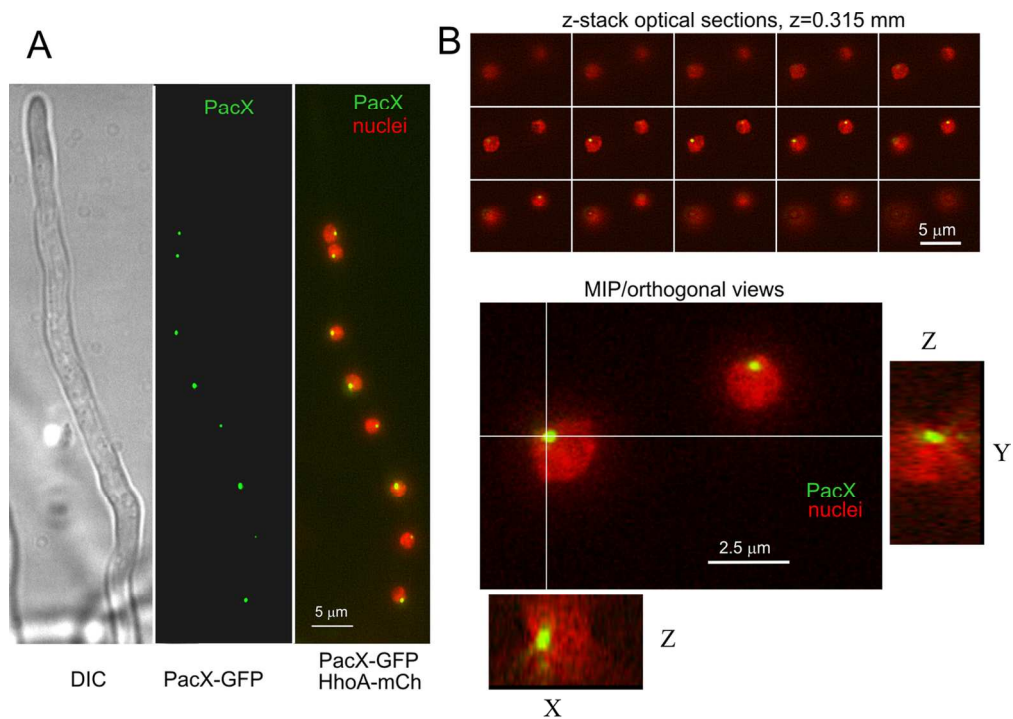 A
PacX
PacX
nuclei
5 μm
DIC
PacX-GFP
PacX-GFP
HhoA-mCh
B
z-stack optical sections, z=0.315 mm
5 μm
MIP/orthogonal views
PacX
nuclei
2.5 μm
Z
Y
Z
X